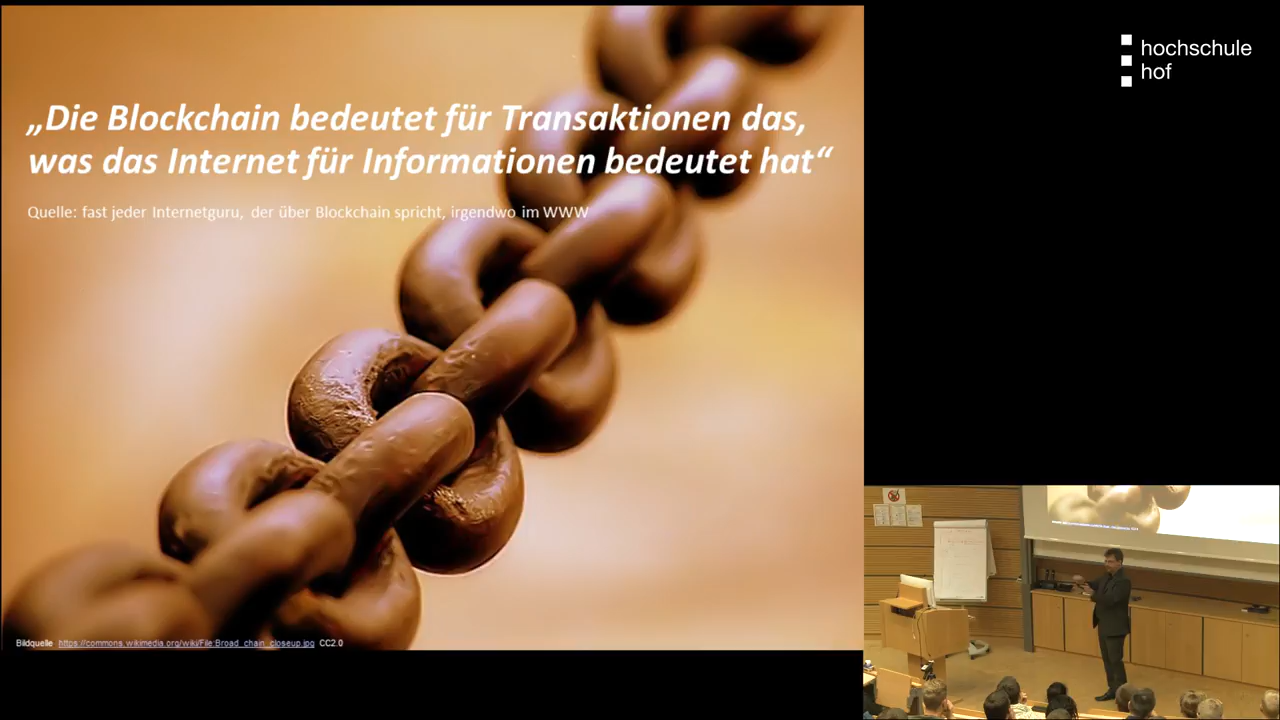 „Die Blockchain bedeutet für Transaktionen das,
was das Internet für Informationen bedeutet hat“
Quelle: fast jeder Internetguru, der über Blockchain spricht, irgendwo im WWW
Bildquelle https://commons.wikimedia.org/wiki/File:Broad_chain_closeup.jpg CC2.0
hochschule
hof